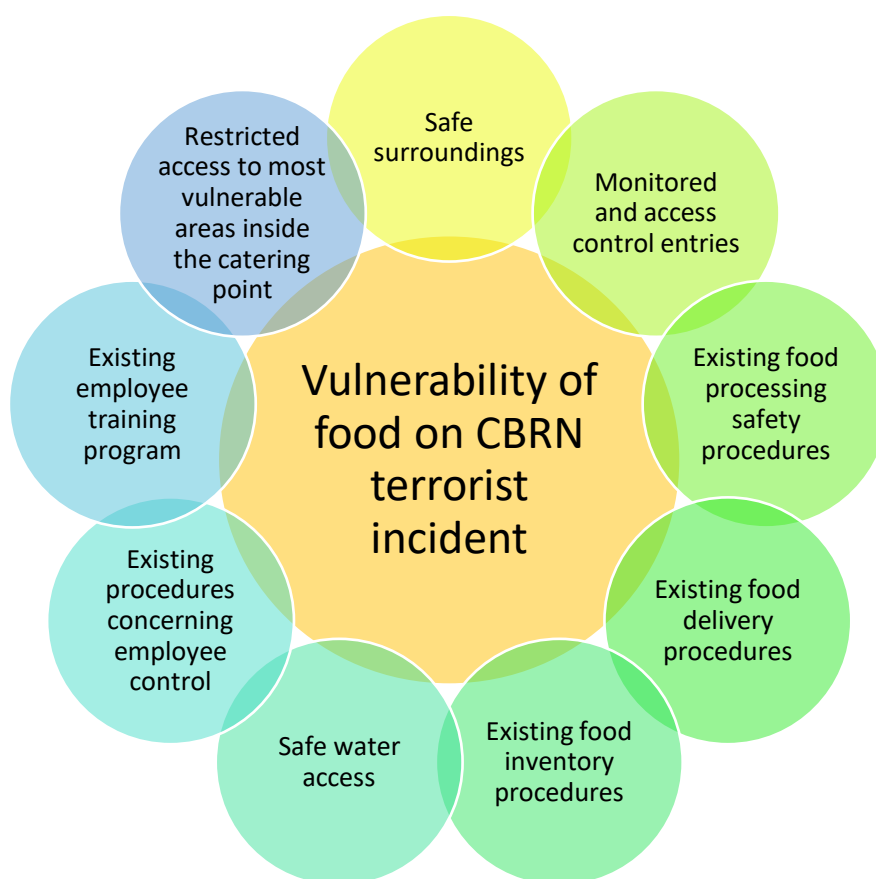 Safe
surroundings
Monitored
and access
control entries
Existing food
processing
safety
procedures
Existing food
delivery
procedures
Existing food
inventory
procedures
Safe water
access
Existing
procedures
concerning
employee
control
Existing
employee
training
program
Restricted
access to most
vulnerable
areas inside
the catering
point
Vulnerability of
food on CBRN
terrorist
incident